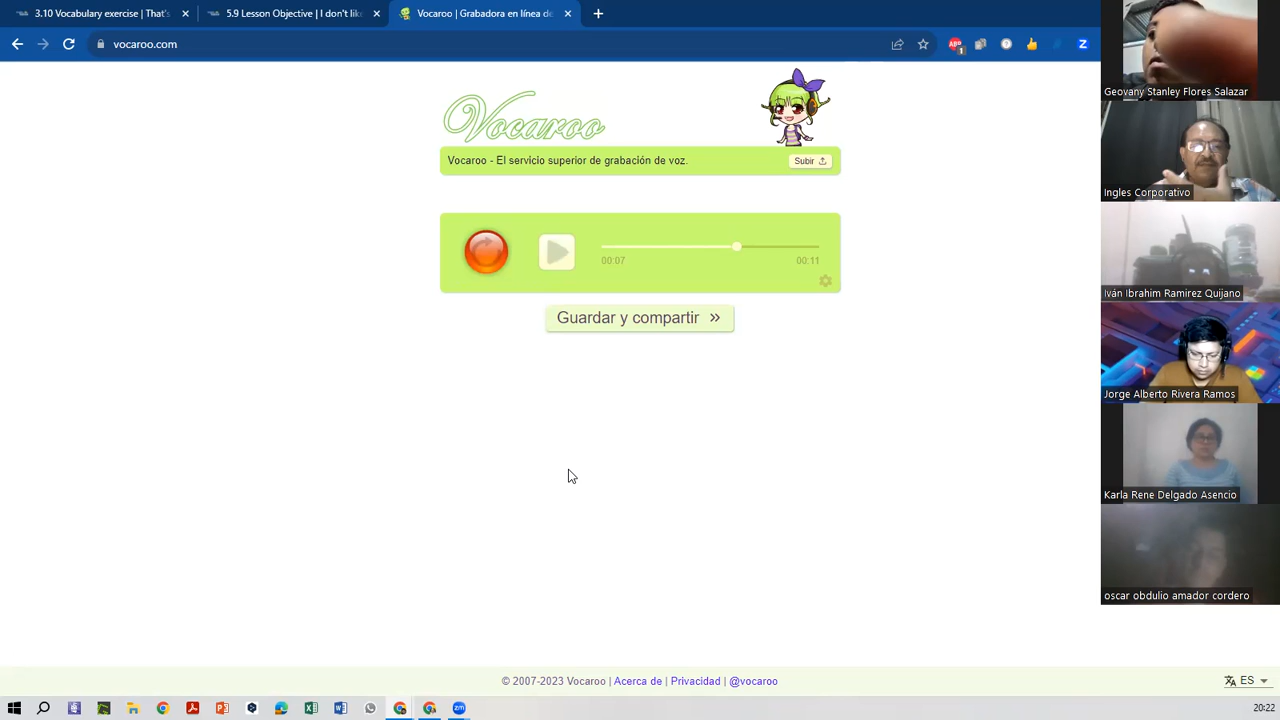 3.10 Vocabulary exercise | That's
5.9 Lesson Objective | I don't lik
Vocaroo | Grabadora en línea de
vocaroo.com
ABP
1
Z
Vocaroo
Vocaroo - El servicio superior de grabación de voz.
Subir
00:07
00:11
Guardar y compartir »
Geovany Stanley Flores Salazar
Ingles Corporativo
Iván Ibrahim Ramirez Quijano
Jorge Alberto Rivera Ramos
Karla Rene Delgado Asencio
oscar obdulio amador cordero
© 2007-2023 Vocaroo | Acerca de | Privacidad | @vocaroo
ES
20:22